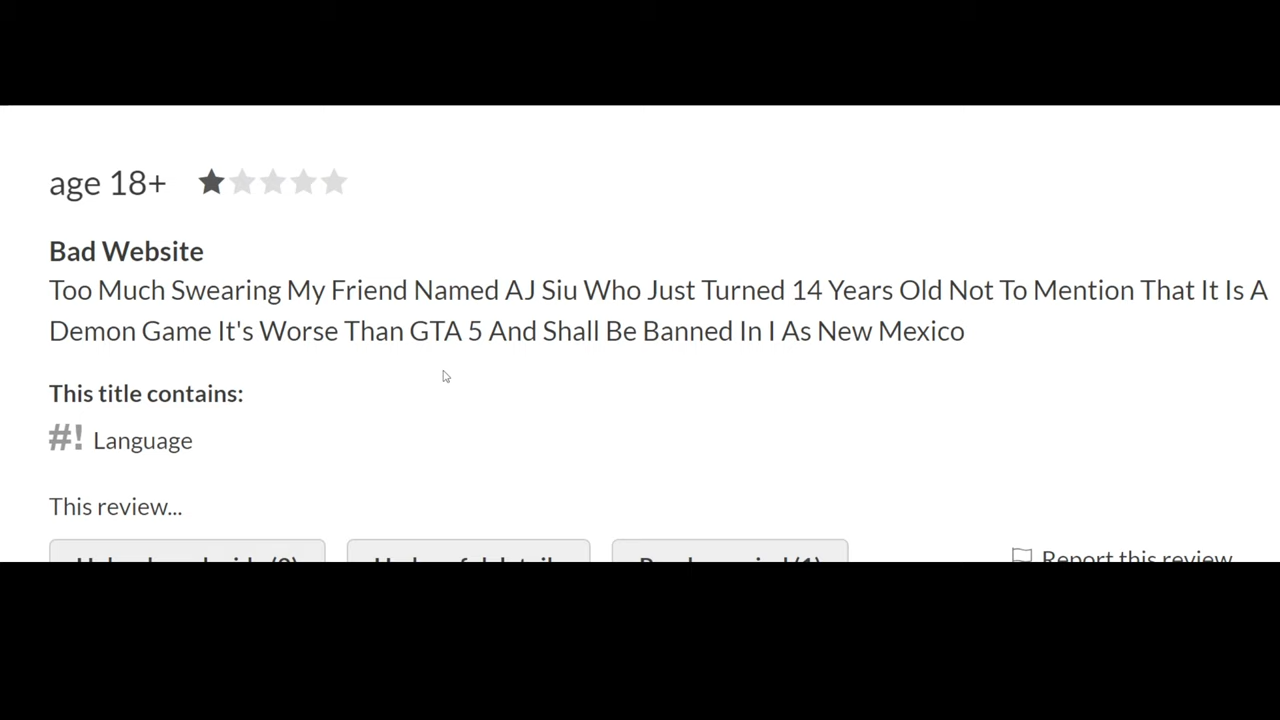 age 18+
Bad Website
Too Much Swearing My Friend Named AJ Siu Who Just Turned 14 Years Old Not To Mention That It Is A
Demon Game It's Worse Than GTA 5 And Shall Be Banned In I As New Mexico
This title contains:
#! Language
This review...
Report this review